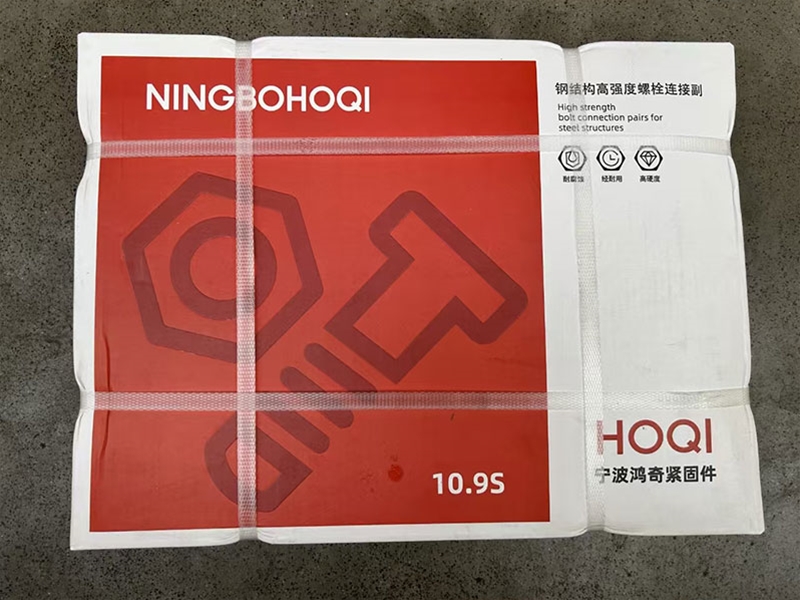 NINGBOHOQI
钢结构高强度螺栓连接副
High strength
bolt connection pairs for
steel structures
耐腐蚀
经耐用
高硬度
10.9S
HOQI
宁波鸿奇紧固件